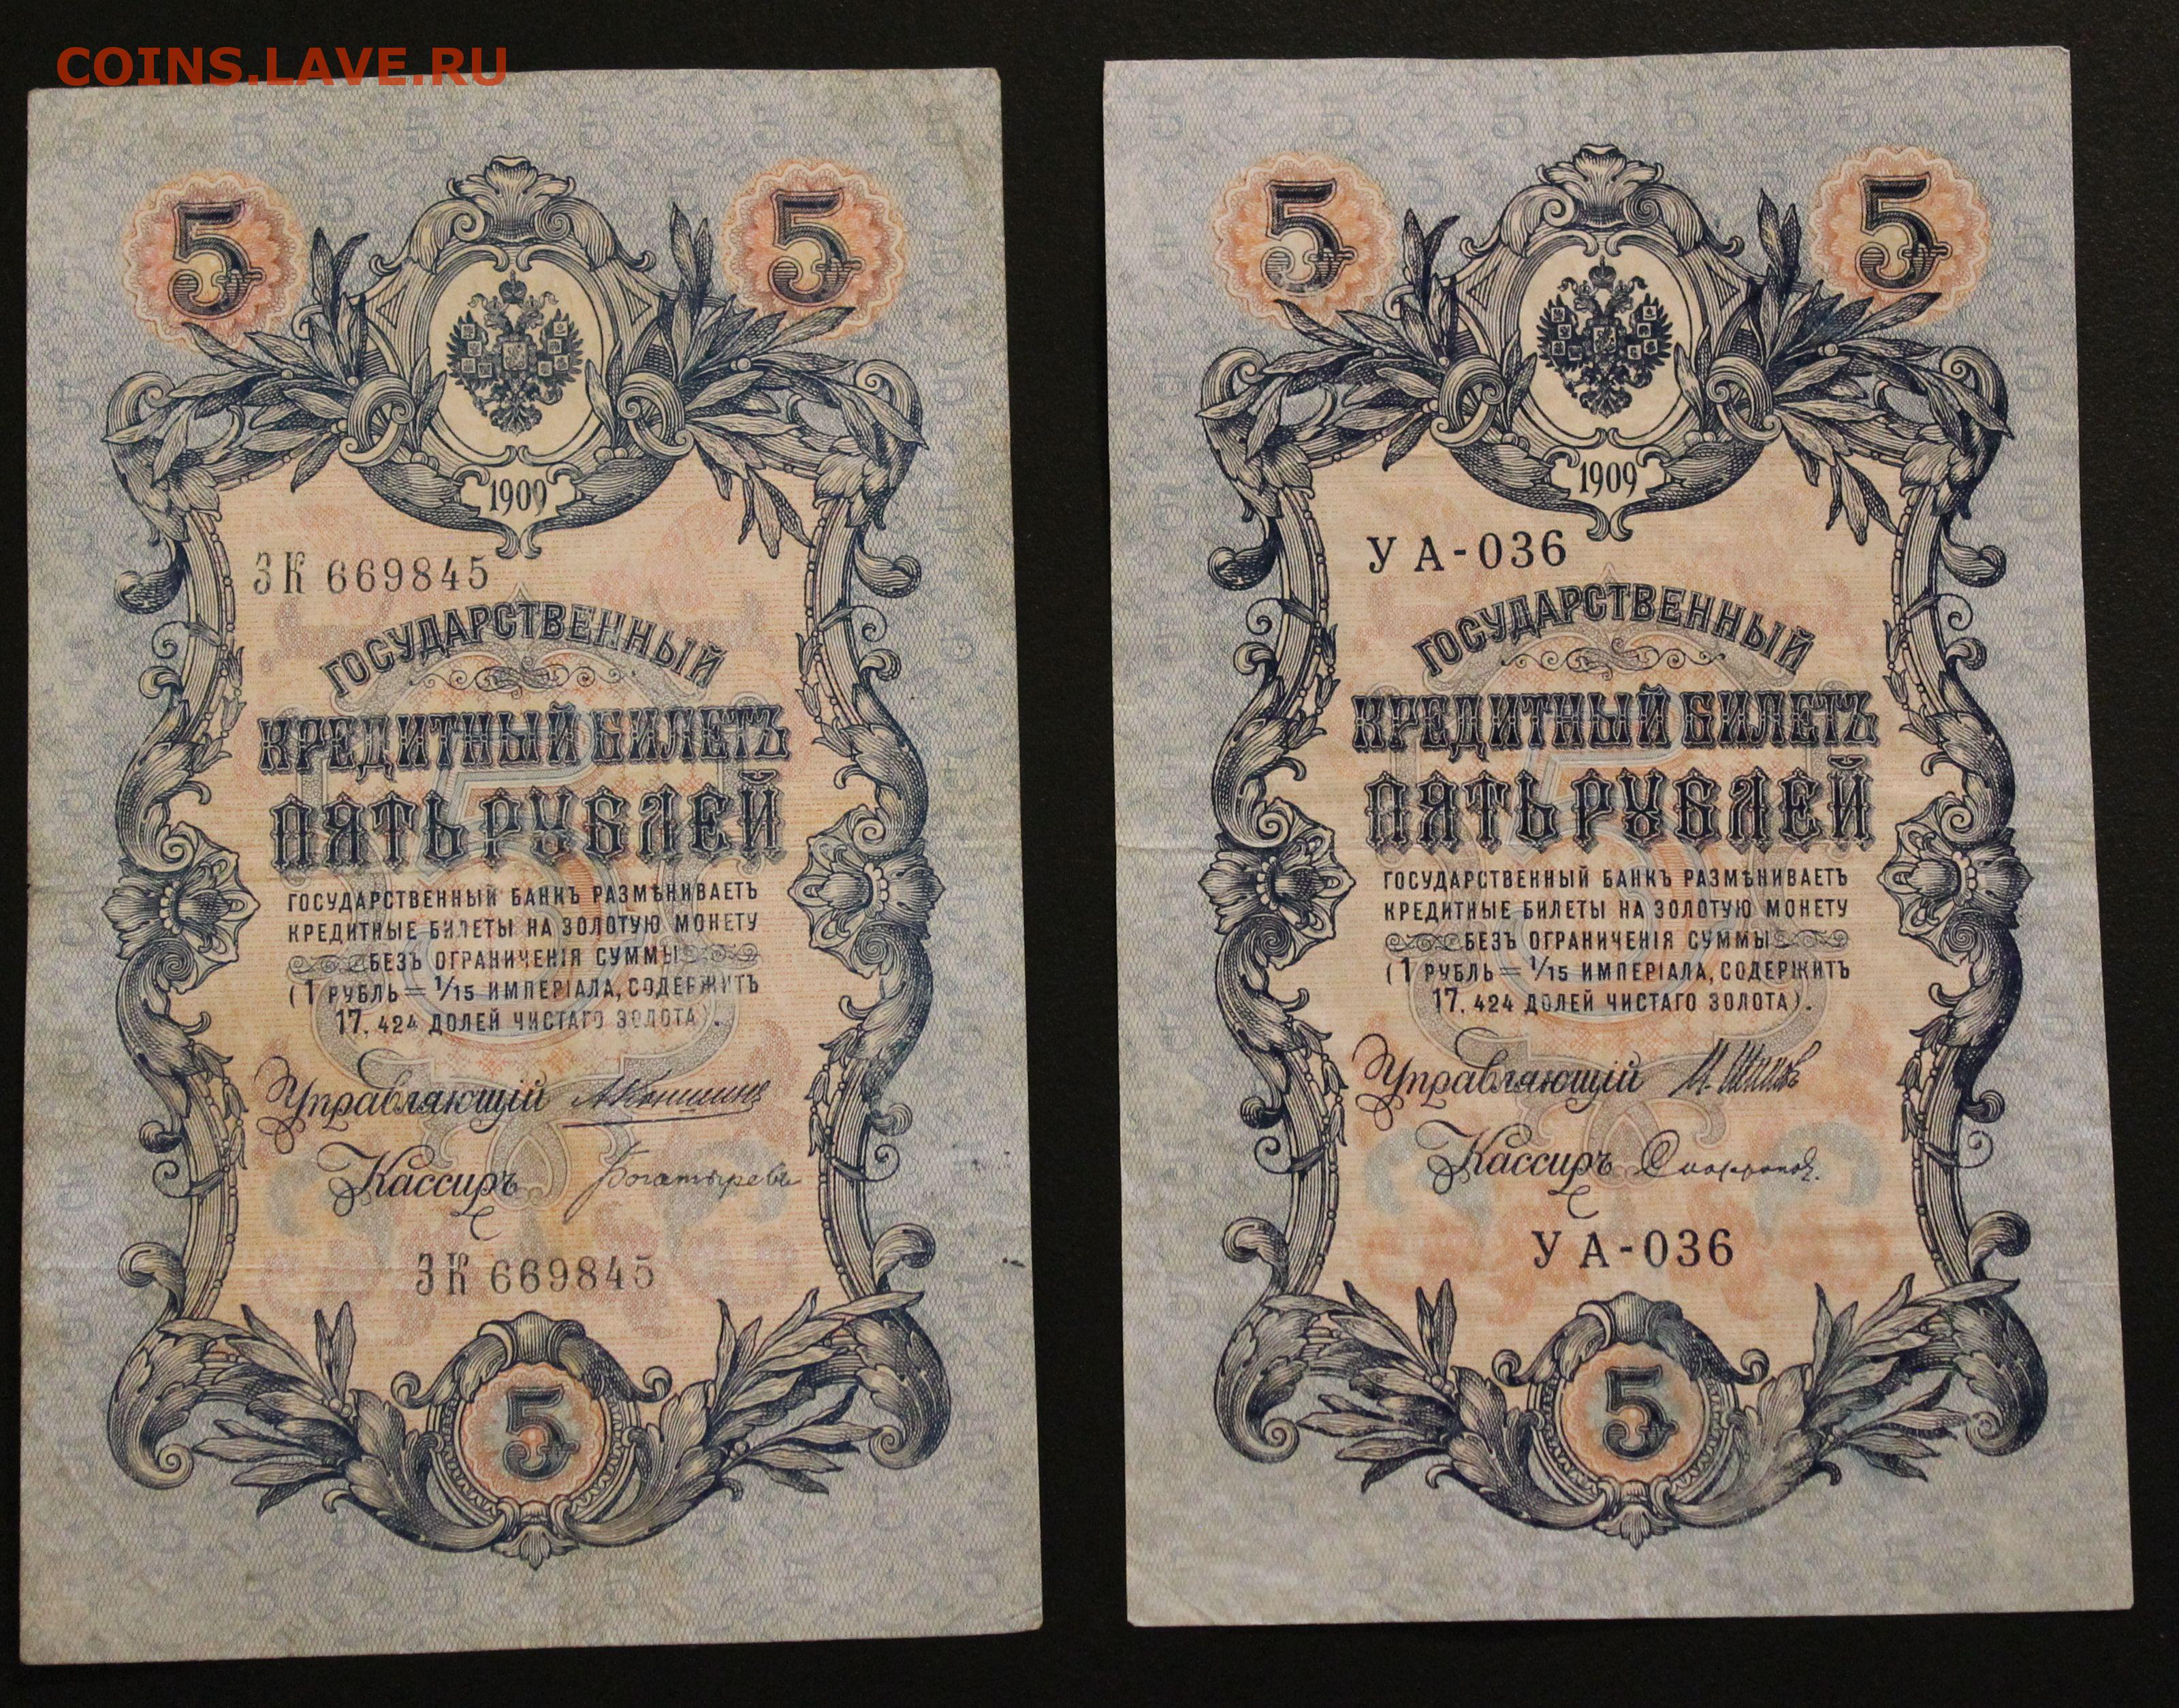 COINS.LAVE.RU
5 5
1909
ЗК 669845
ГОСУДАРСТВЕННЫЙ
КРЕДИТНЫЙ БИЛЕТЪ
ПЯТЬ РУБЛЕЙ
ГОСУДАРСТВЕННЫЙ БАНКЪ РАЗМѢНИВАЕТЪ
КРЕДИТНЫЕ БИЛЕТЫ НА ЗОЛОТУЮ МОНЕТУ
БЕЗЪ ОГРАНИЧЕНІЯ СУММЫ
(1 РУБЛЬ = 1/15 ИМПЕРІАЛА, СОДЕРЖИТЪ
17,424 ДОЛЕЙ ЧИСТАГО ЗОЛОТА).
Управляющій АКоншинъ
Кассиръ Богатыревъ
ЗК 669845
5
5 5
1909
УА-036
ГОСУДАРСТВЕННЫЙ
КРЕДИТНЫЙ БИЛЕТЪ
ПЯТЬ РУБЛЕЙ
ГОСУДАРСТВЕННЫЙ БАНКЪ РАЗМѢНИВАЕТЪ
КРЕДИТНЫЕ БИЛЕТЫ НА ЗОЛОТУЮ МОНЕТУ
БЕЗЪ ОГРАНИЧЕНІЯ СУММЫ
(1 РУБЛЬ = 1/15 ИМПЕРІАЛА, СОДЕРЖИТЪ
17,424 ДОЛЕЙ ЧИСТАГО ЗОЛОТА).
Управляющій И. Шипов
Кассиръ
УА-036
5